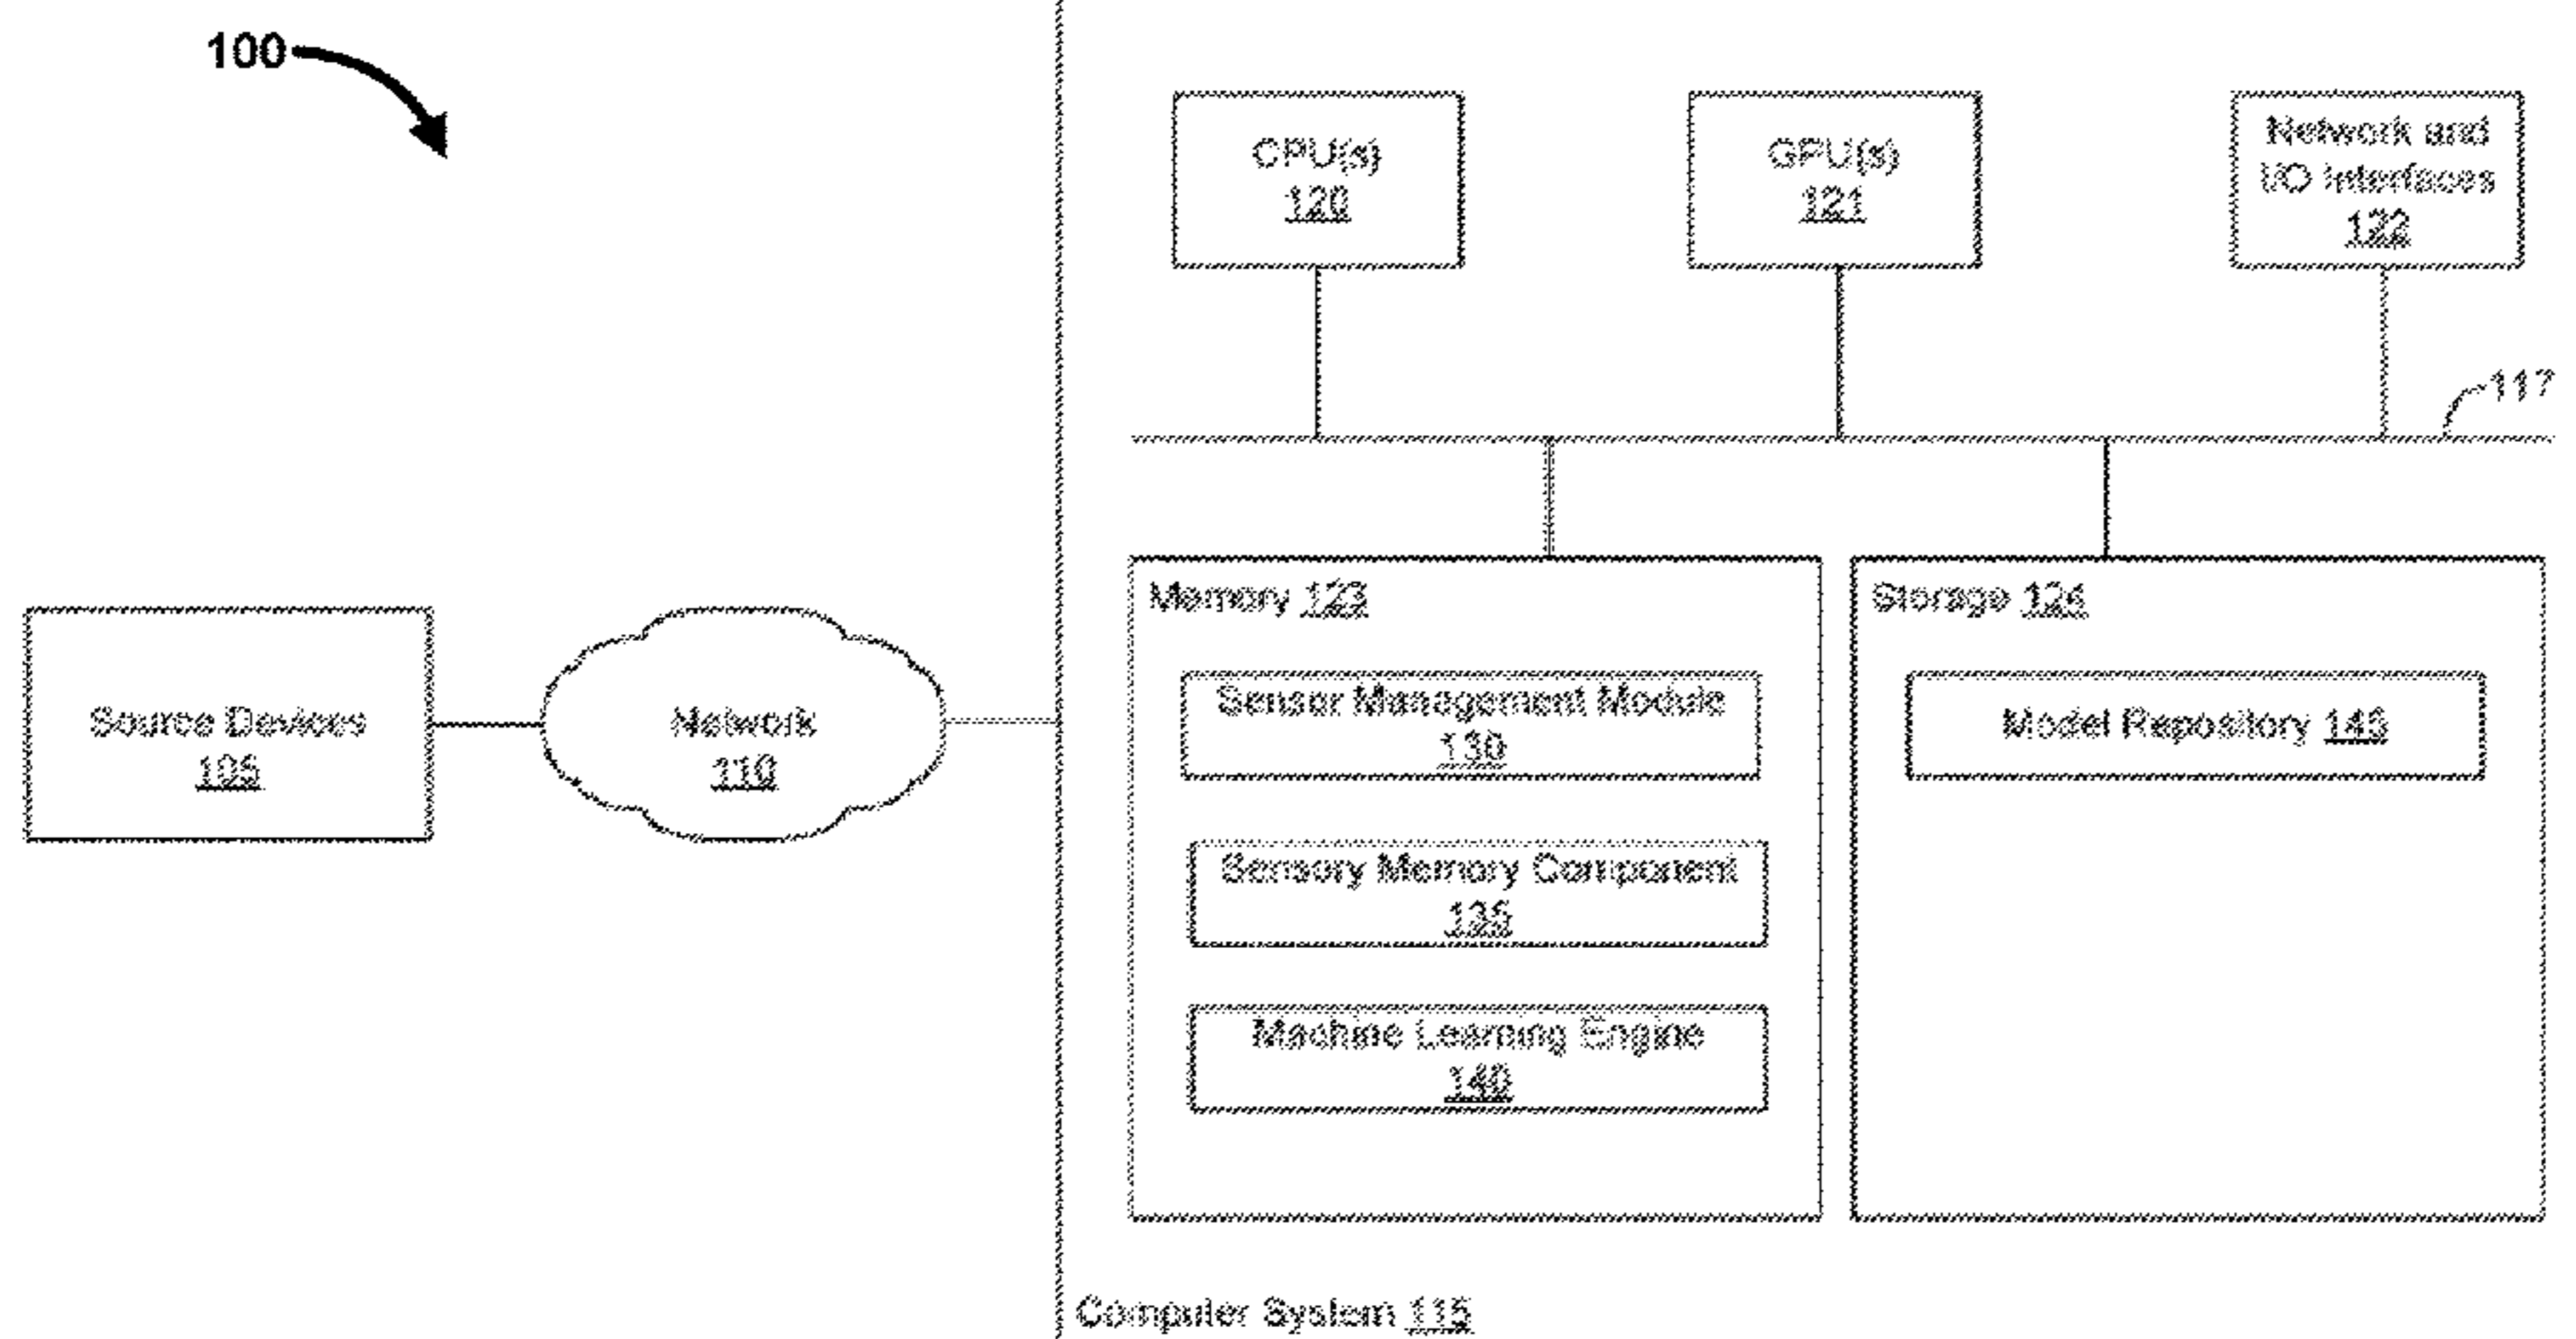 100
CPU(s)
120
GPU(s)
121
Network and
I/O Interfaces
122
117
Source Devices
105
Network
110
Memory 123
Sensor Management Module
130
Sensory Memory Component
135
Machine Learning Engine
140
Storage 124
Model Repository 145
Computer System 115